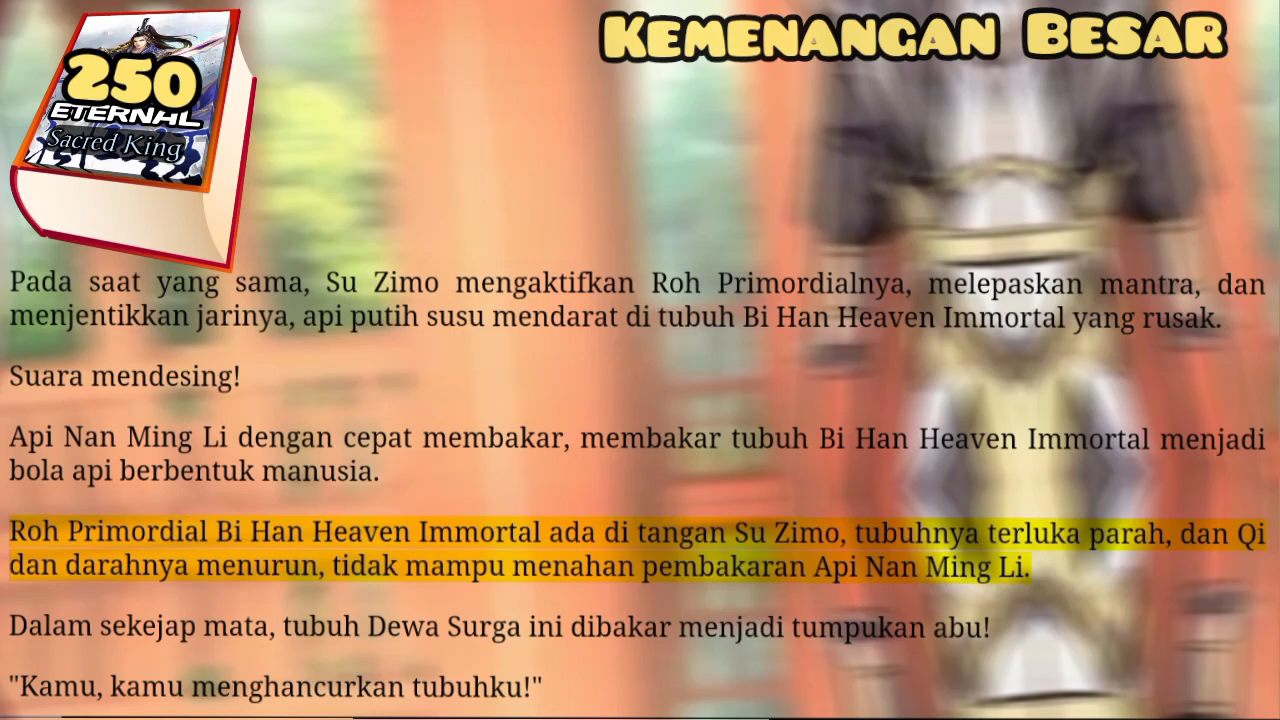 KEMENANGAN BESAR
250
ETERNAL
Sacred King
Pada saat yang sama, Su Zimo mengaktifkan Roh Primordialnya, melepaskan mantra, dan
menjentikkan jarinya, api putih susu mendarat di tubuh Bi Han Heaven Immortal yang rusak.
Suara mendesing!
Api Nan Ming Li dengan cepat membakar, membakar tubuh Bi Han Heaven Immortal menjadi
bola api berbentuk manusia.
Roh Primordial Bi Han Heaven Immortal ada di tangan Su Zimo, tubuhnya terluka parah, dan Qi
dan darahnya menurun, tidak mampu menahan pembakaran Api Nan Ming Li.
Dalam sekejap mata, tubuh Dewa Surga ini dibakar menjadi tumpukan abu!
"Kamu, kamu menghancurkan tubuhku!"